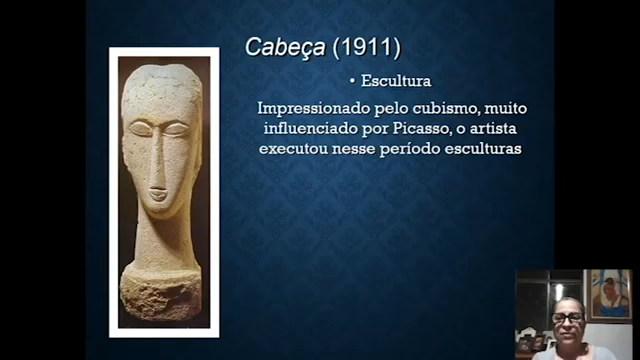 Cabeça (1911)
• Escultura
Impressionado pelo cubismo, muito
influenciado por Picasso, o artista
executou nesse período esculturas